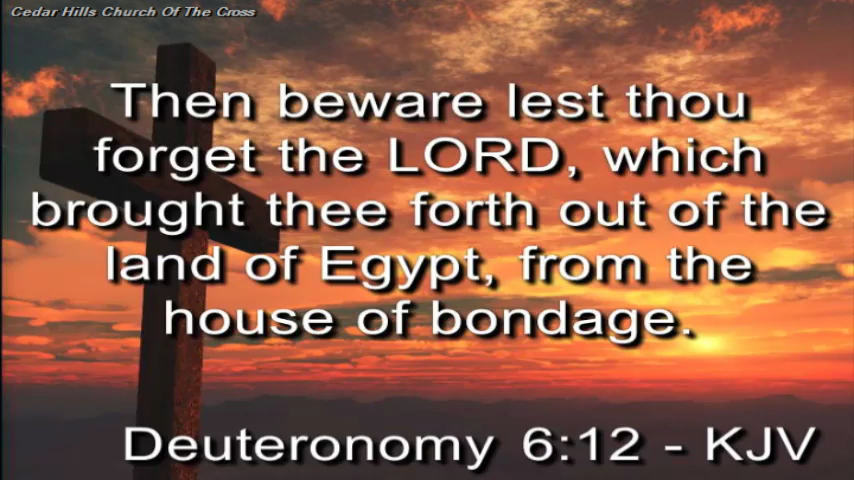 Cedar Hills Church Of The Cross
Then beware lest thou
forget the LORD, which
brought thee forth out of the
land of Egypt, from the
house of bondage.
Deuteronomy 6:12 - KJV